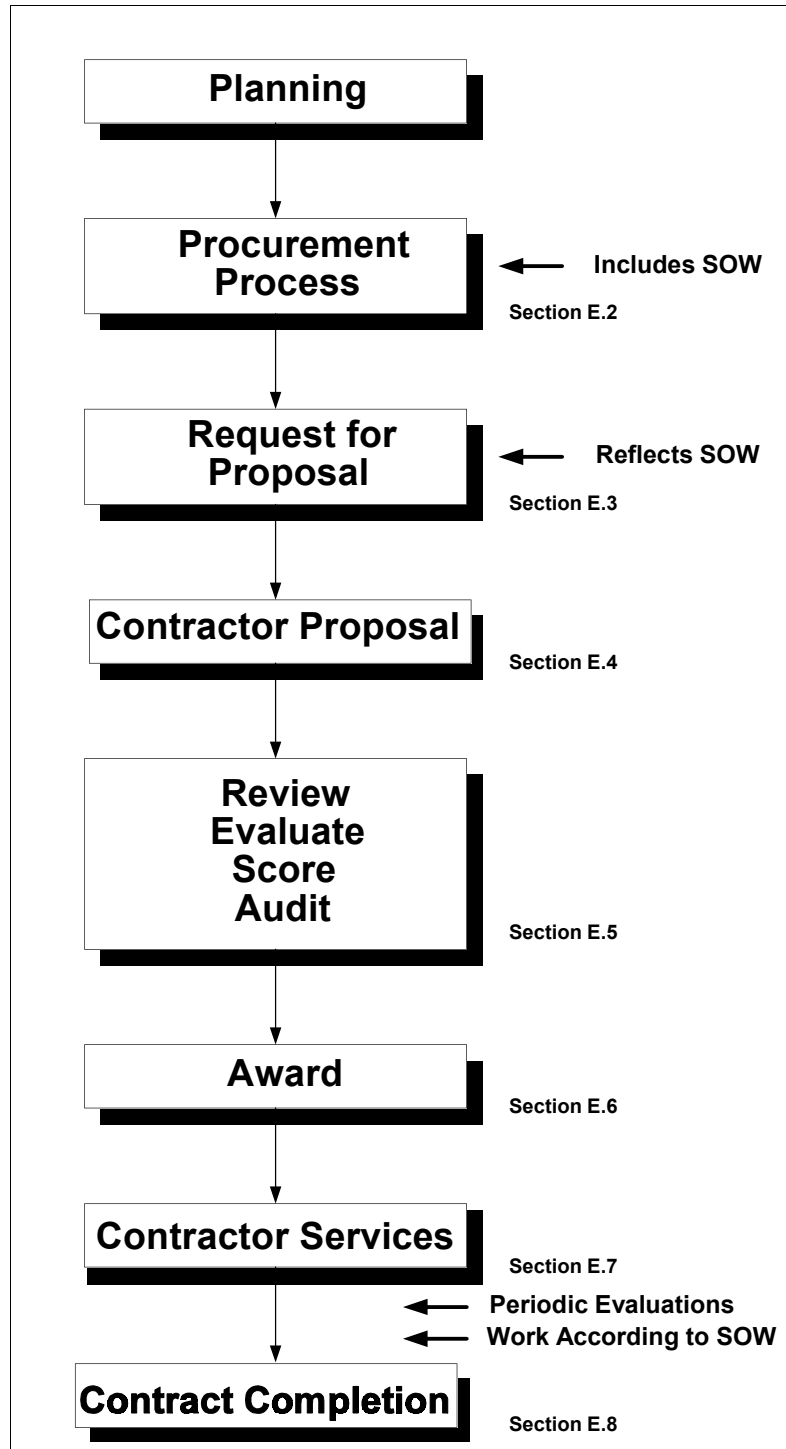 Planning
Procurement
Process
Includes SOW
Section E.2
Request for
Proposal
Reflects SOW
Section E.3
Contractor Proposal
Section E.4
Review
Evaluate
Score
Audit
Section E.5
Award
Section E.6
Contractor Services
Section E.7
Periodic Evaluations
Work According to SOW
Contract Completion
Section E.8